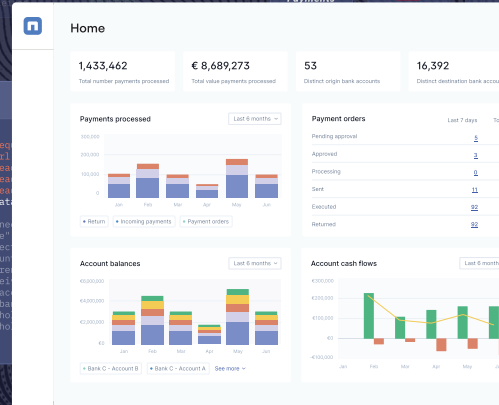 Payments
Home
1,433,462
Total number payments processed
€ 8,689,273
Total value payments processed
53
Distinct origin bank accounts
16,392
Distinct destination bank accou
Payments processed
Last 6 months
300,000
200,000
100,000
0
Jan Feb Mar Apr May Jun
Return
Incoming payments
Payment orders
Payment orders
Last 7 days
To
Pending approval 5
Approved 3
Processing 0
Sent 11
Executed 92
Returned 92
Account balances
Last 6 months
€6,000,000
€4,000,000
€2,000,000
€0
Jan Feb Mar Apr May Jun
Bank C - Account B
Bank C - Account A
See more
Account cash flows
Last 6 month
€300,000
€200,000
€100,000
€0
-€100,000
Jan Feb Mar Apr May Jun